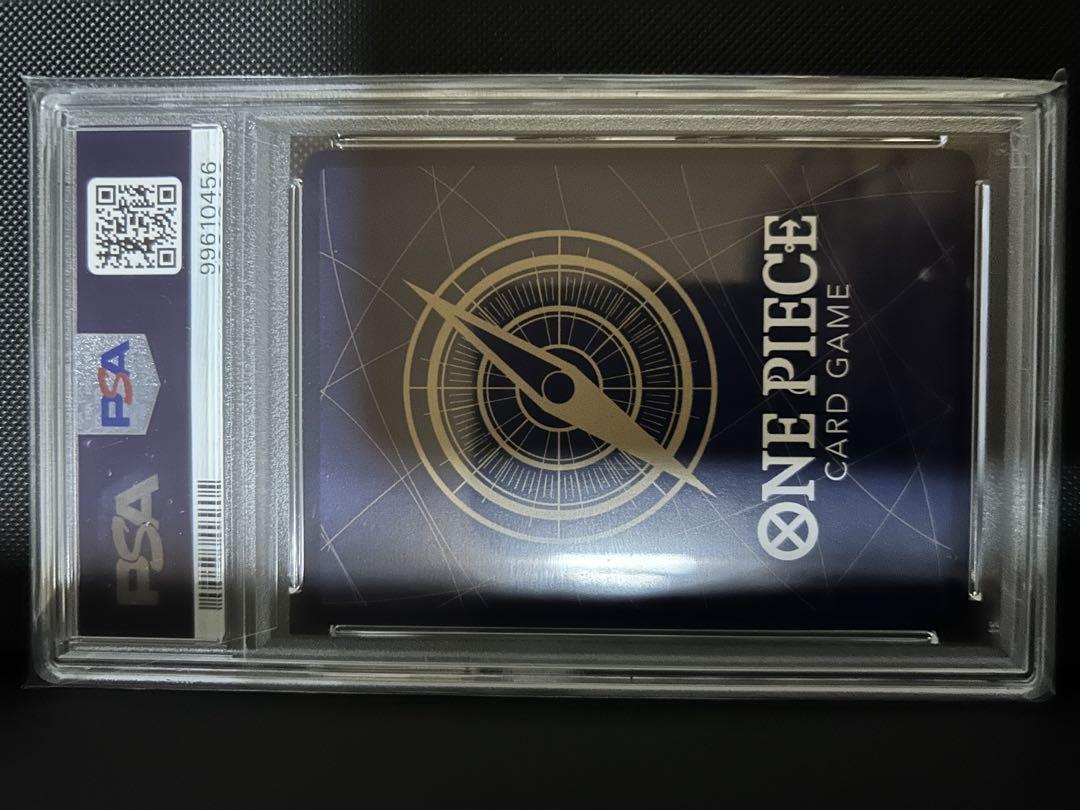 99610456
PSA
PSA
ONE PIECE
CARD GAME